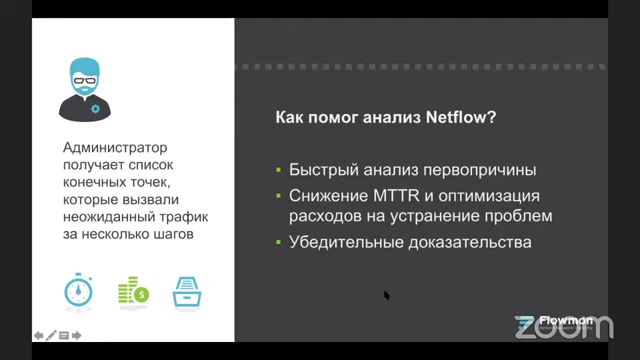 Администратор
получает список
конечных точек,
которые вызвали
неожиданный трафик
за несколько шагов
Как помог анализ Netflow?
Быстрый анализ первопричины
Снижение MTTR и оптимизация
расходов на устранение проблем
Убедительные доказательства
Flowmon
zoom